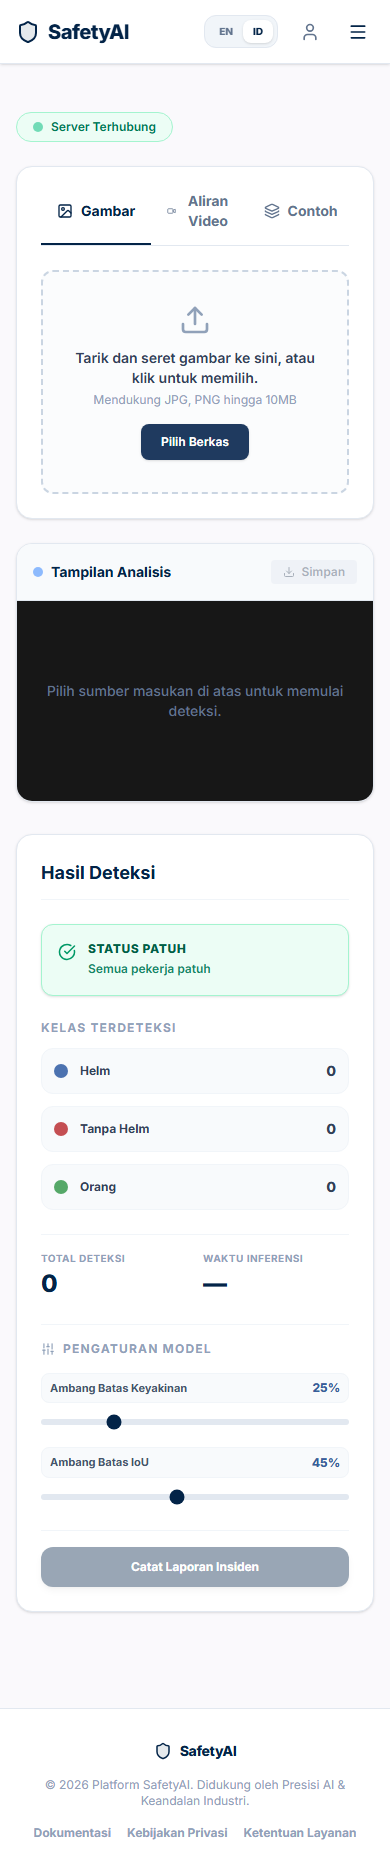 SafetyAI
EN
ID
Server Terhubung
Gambar
Aliran
Video
Contoh
Tarik dan seret gambar ke sini, atau
klik untuk memilih.
Mendukung JPG, PNG hingga 10MB
Pilih Berkas
Tampilan Analisis
Simpan
Pilih sumber masukan di atas untuk memulai
deteksi.
Hasil Deteksi
STATUS PATUH
Semua pekerja patuh
KELAS TERDETEKSI
Helm 0
Tanpa Helm 0
Orang 0
TOTAL DETEKSI WAKTU INFERENSI
0 —
PENGATURAN MODEL
Ambang Batas Keyakinan 25%
Ambang Batas IoU 45%
Catat Laporan Insiden
SafetyAI
© 2026 Platform SafetyAI. Didukung oleh Presisi AI &
Keandalan Industri.
Dokumentasi Kebijakan Privasi Ketentuan Layanan